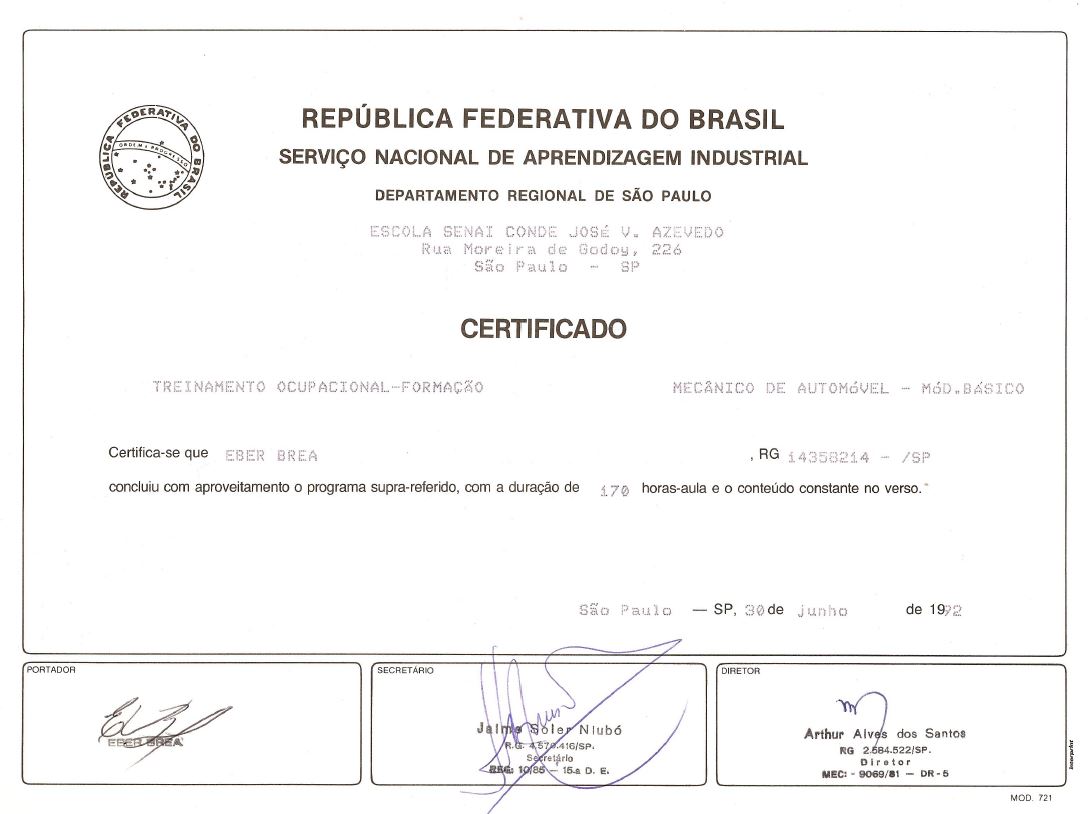 REPÚBLICA FEDERATIVA DO BRASIL
ORDEM E PROGRESSO
REPÚBLICA FEDERATIVA DO BRASIL
SERVIÇO NACIONAL DE APRENDIZAGEM INDUSTRIAL
DEPARTAMENTO REGIONAL DE SÃO PAULO
ESCOLA SENAI CONDE JOSÉ V. AZEVEDO
Rua Moreira de Godoy, 226
São Paulo - SP
CERTIFICADO
TREINAMENTO OCUPACIONAL-FORMAÇÃO MECÂNICO DE AUTOMóVEL - MóD.BÁSICO
Certifica-se que EBER BREA , RG 14358214 - /SP
concluiu com aproveitamento o programa supra-referido, com a duração de 170 horas-aula e o conteúdo constante no verso.
São Paulo — SP, 30 de junho de 1992
PORTADOR
EBER BREA
SECRETÁRIO
Jaime Soler Niubó
R.G. 4.570.416/SP.
Secretário
REG: 10/85 — 15ª D. E.
DIRETOR
Arthur Alves dos Santos
RG 2.584.522/SP.
Diretor
MEC: - 9069/81 — DR-5
MOD. 721